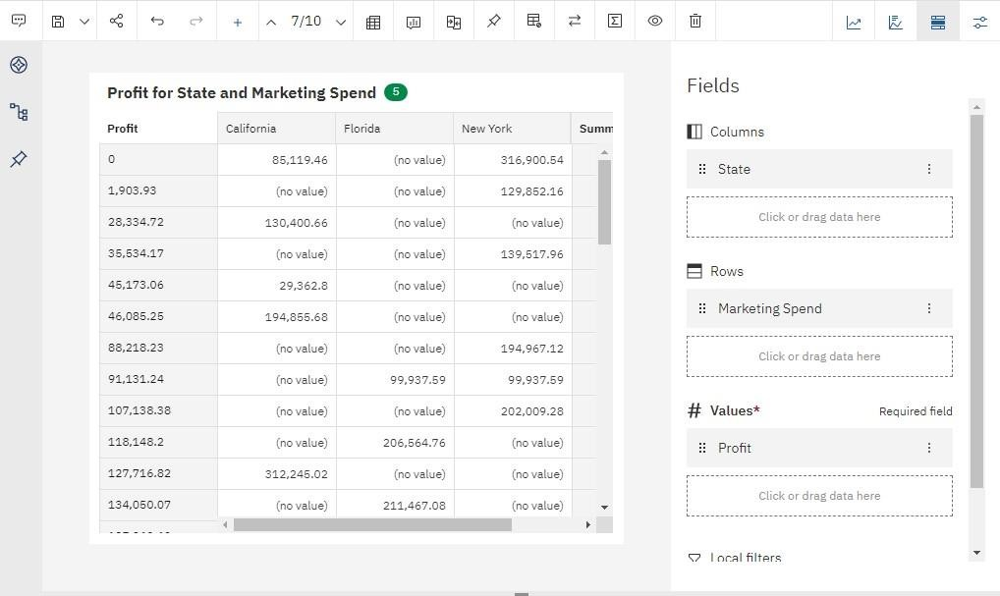 7/10
Profit for State and Marketing Spend 5
Profit California Florida New York Summ
0 85,119.46 (no value) 316,900.54
1,903.93 (no value) (no value) 129,852.16
28,334.72 130,400.66 (no value) (no value)
35,534.17 (no value) (no value) 139,517.96
45,173.06 29,362.8 (no value) (no value)
46,085.25 194,855.68 (no value) (no value)
88,218.23 (no value) (no value) 194,967.12
91,131.24 (no value) 99,937.59 99,937.59
107,138.38 (no value) (no value) 202,009.28
118,148.2 (no value) 206,564.76 (no value)
127,716.82 312,245.02 (no value) (no value)
134,050.07 (no value) 211,467.08 (no value)
Fields
Columns
State
Click or drag data here
Rows
Marketing Spend
Click or drag data here
# Values* Required field
Profit
Click or drag data here
Local filters